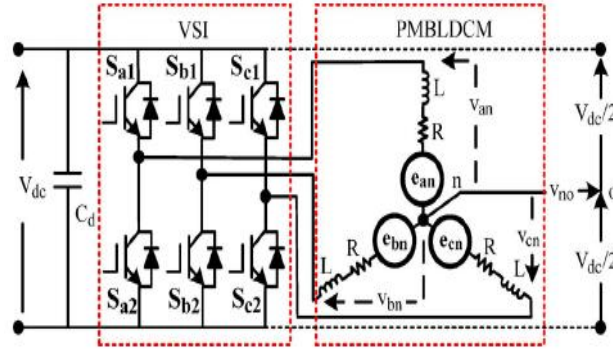 VSI
PMBLDCM
Sa1
Sb1
Sc1
L
R
van
Vdc/2
ean
n
vno
o
Vdc
Cd
ebn
ecn
R
R
L
L
vcn
vbn
Vdc/2
Sa2
Sb2
Sc2